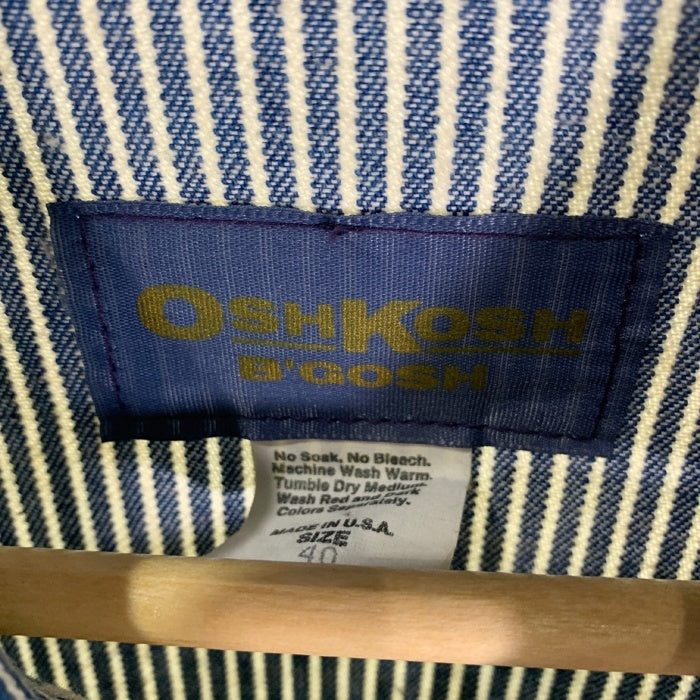 OSHKOSH
B'GOSH
No Soak, No Bleach.
Machine Wash Warm.
Tumble Dry Medium.
Wash Red and Dark
Colors Separately.
MADE IN U.S.A.
SIZE
40